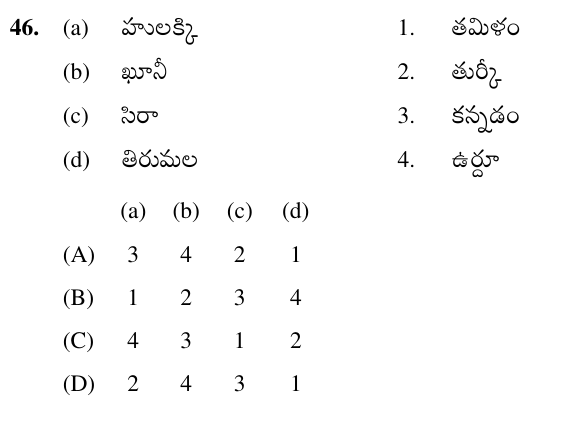 46. (a) హులక్కి 1. తమిళం
(b) ఖూనీ 2. తుర్కీ
(c) సిరా 3. కన్నడం
(d) తిరుమల 4. ఉర్దూ
(a) (b) (c) (d)
(A) 3 4 2 1
(B) 1 2 3 4
(C) 4 3 1 2
(D) 2 4 3 1